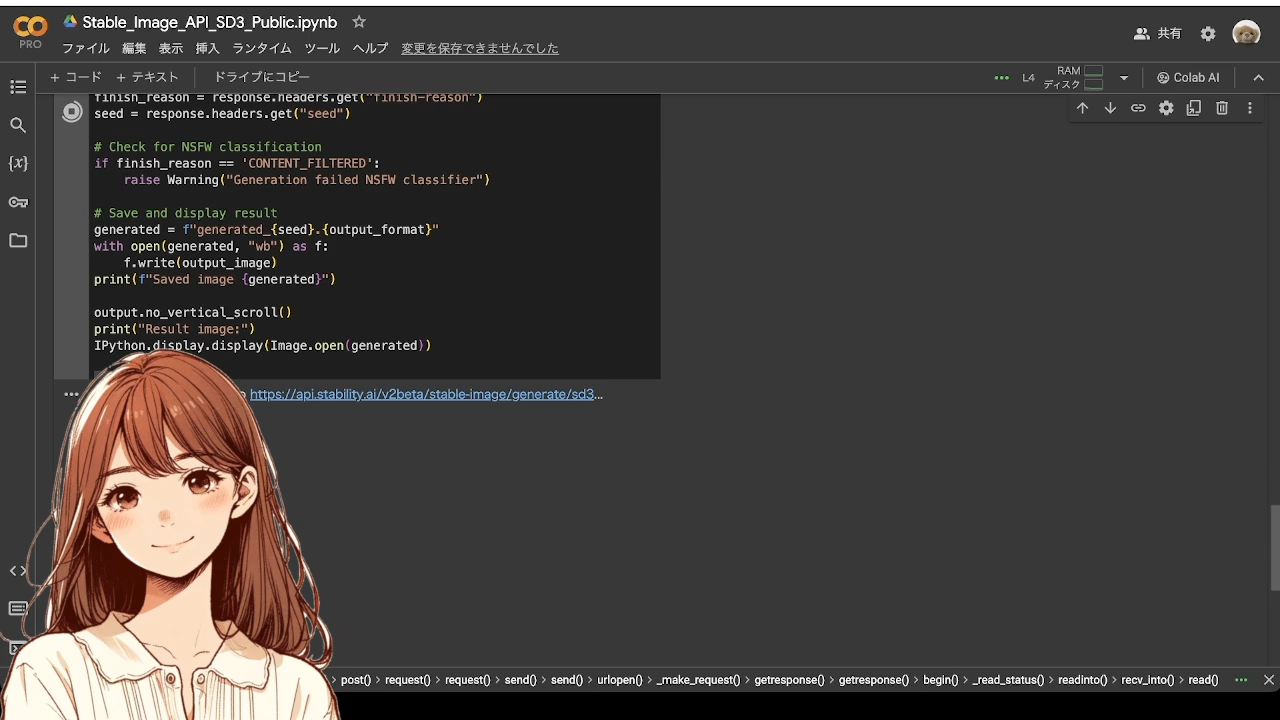 CO
PRO
Stable_Image_API_SD3_Public.ipynb
ファイル 編集 表示 挿入 ランタイム ツール ヘルプ 変更を保存できませんでした
共有
+ コード + テキスト ドライブにコピー
L4 RAM ディスク Colab AI
finish_reason = response.headers.get("finish-reason")
seed = response.headers.get("seed")
# Check for NSFW classification
if finish_reason == 'CONTENT_FILTERED':
    raise Warning("Generation failed NSFW classifier")
# Save and display result
generated = f"generated_{seed}.{output_format}"
with open(generated, "wb") as f:
    f.write(output_image)
print(f"Saved image {generated}")
output.no_vertical_scroll()
print("Result image:")
IPython.display.display(Image.open(generated))
https://api.stability.ai/v2beta/stable-image/generate/sd3...
post() > request() > request() > send() > send() > urlopen() > _make_request() > getresponse() > getresponse() > begin() > _read_status() > readinto() > recv_into() > read()